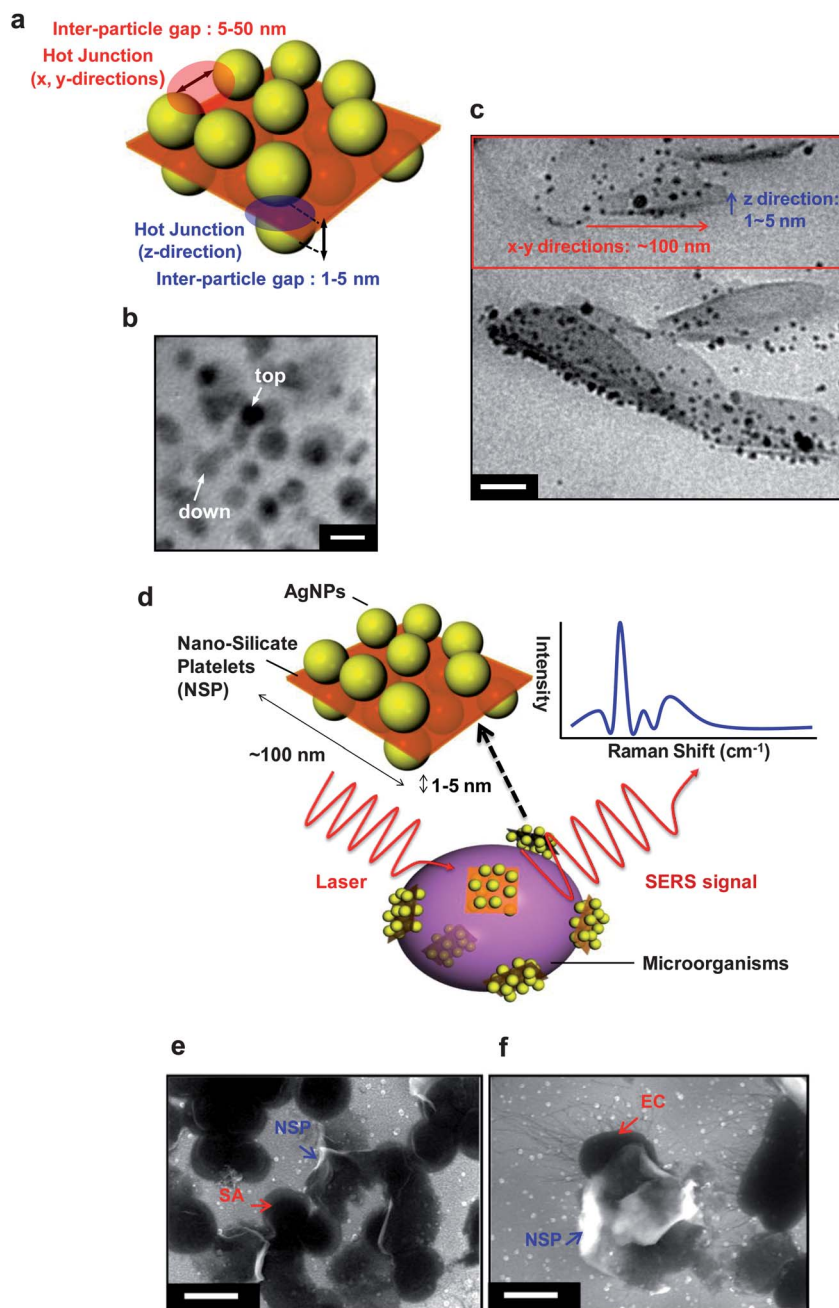 a
Inter-particle gap : 5-50 nm
Hot Junction
(x, y-directions)
Hot Junction
(z-direction)
Inter-particle gap : 1-5 nm
b
top
down
c
z direction:
1~5 nm
x-y directions: ~100 nm
d
AgNPs
Nano-Silicate
Platelets
(NSP)
~100 nm
1-5 nm
Intensity
Raman Shift (cm-1)
Laser
SERS signal
Microorganisms
e
NSP
SA
f
EC
NSP